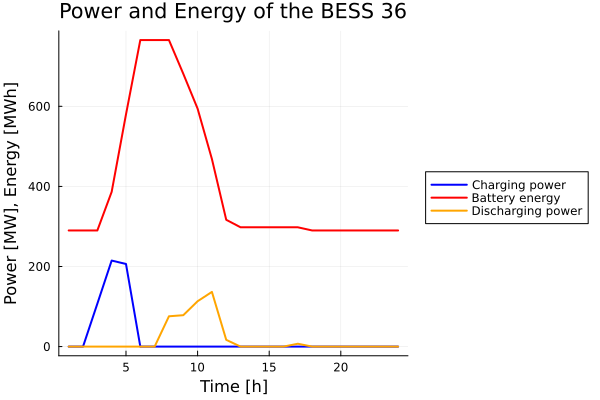 Power and Energy of the BESS 36
Power [MW], Energy [MWh]
600
400
200
0
5
10
15
20
Time [h]
Charging power
Battery energy
Discharging power